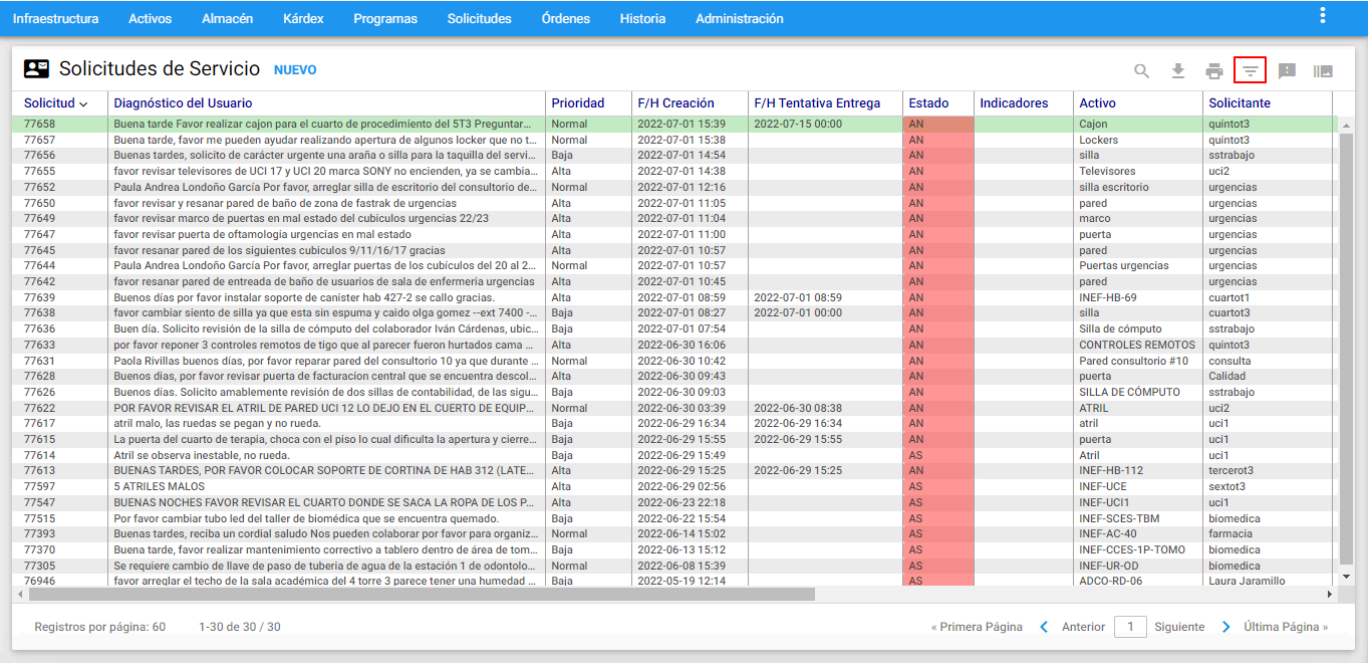 Infraestructura Activos Almacén Kárdex Programas Solicitudes Órdenes Historia Administración
Solicitudes de Servicio NUEVO
Solicitud Diagnóstico del Usuario Prioridad F/H Creación F/H Tentativa Entrega Estado Indicadores Activo Solicitante
77658 Buena tarde Favor realizar cajon para el cuarto de procedimiento del 5T3 Preguntar... Normal 2022-07-01 15:39 2022-07-15 00:00 AN Cajon quintot3
77657 Buena tarde, favor me pueden ayudar realizando apertura de algunos locker que no t... Normal 2022-07-01 15:38 AN Lockers quintot3
77656 Buenas tardes, solicito de carácter urgente una araña o silla para la taquilla del servi... Baja 2022-07-01 14:54 AN silla sstrabajo
77655 favor revisar televisores de UCI 17 y UCI 20 marca SONY no encienden, ya se cambia... Alta 2022-07-01 14:38 AN Televisores uci2
77652 Paula Andrea Londoño García Por favor, arreglar silla de escritorio del consultorio de... Normal 2022-07-01 12:16 AN silla escritorio urgencias
77650 favor revisar y resanar pared de baño de zona de fastrak de urgencias Alta 2022-07-01 11:05 AN pared urgencias
77649 favor revisar marco de puertas en mal estado del cubiculos urgencias 22/23 Alta 2022-07-01 11:04 AN marco urgencias
77647 favor revisar puerta de oftamologia urgencias en mal estado Alta 2022-07-01 11:00 AN puerta urgencias
77645 favor resanar pared de los siguientes cubiculos 9/11/16/17 gracias Alta 2022-07-01 10:57 AN pared urgencias
77644 Paula Andrea Londoño García Por favor, arreglar puertas de los cubículos del 20 al 2... Normal 2022-07-01 10:57 AN Puertas urgencias urgencias
77642 favor resanar pared de entreada de baño de usuarios de sala de enfermeria urgencias Alta 2022-07-01 10:45 AN pared urgencias
77639 Buenos días por favor instalar soporte de canister hab 427-2 se callo gracias. Alta 2022-07-01 08:59 2022-07-01 08:59 AN INEF-HB-69 cuartot1
77638 favor cambiar siento de silla ya que esta sin espuma y caido olga gomez --ext 7400 -... Baja 2022-07-01 08:27 2022-07-01 00:00 AN silla cuartot3
77636 Buen día. Solicito revisión de la silla de cómputo del colaborador Iván Cárdenas, ubic... Baja 2022-07-01 07:54 AN Silla de cómputo sstrabajo
77633 por favor reponer 3 controles remotos de tigo que al parecer fueron hurtados cama ... Alta 2022-06-30 16:06 AN CONTROLES REMOTOS quintot3
77631 Paola Rivillas buenos días, por favor reparar pared del consultorio 10 ya que durante ... Normal 2022-06-30 10:42 AN Pared consultorio #10 consulta
77628 Buenos dias, por favor revisar puerta de facturacion central que se encuentra descol... Alta 2022-06-30 09:43 AN puerta Calidad
77626 Buenos días. Solicito amablemente revisión de dos sillas de contabilidad, de las sigu... Baja 2022-06-30 09:03 AN SILLA DE CÓMPUTO sstrabajo
77622 POR FAVOR REVISAR EL ATRIL DE PARED UCI 12 LO DEJO EN EL CUERTO DE EQUIP... Normal 2022-06-30 03:39 2022-06-30 08:38 AN ATRIL uci2
77617 atril malo, las ruedas se pegan y no rueda. Baja 2022-06-29 16:34 2022-06-29 16:34 AN atril uci1
77615 La puerta del cuarto de terapia, choca con el piso lo cual dificulta la apertura y cierre... Baja 2022-06-29 15:55 2022-06-29 15:55 AN puerta uci1
77614 Atril se observa inestable, no rueda. Baja 2022-06-29 15:49 AS Atril uci1
77613 BUENAS TARDES, POR FAVOR COLOCAR SOPORTE DE CORTINA DE HAB 312 (LATE... Alta 2022-06-29 15:25 2022-06-29 15:25 AN INEF-HB-112 tercerot3
77597 5 ATRILES MALOS Alta 2022-06-29 02:56 AS INEF-UCE sextot3
77547 BUENAS NOCHES FAVOR REVISAR EL CUARTO DONDE SE SACA LA ROPA DE LOS P... Alta 2022-06-23 22:18 AS INEF-UCI1 uci1
77515 Por favor cambiar tubo led del taller de biomédica que se encuentra quemado. Baja 2022-06-22 15:54 AS INEF-SCES-TBM biomedica
77393 Buenas tardes, reciba un cordial saludo Nos pueden colaborar por favor para organiz... Normal 2022-06-14 15:02 AS INEF-AC-40 farmacia
77370 Buena tarde, favor realizar mantenimiento correctivo a tablero dentro de área de tom... Baja 2022-06-13 15:12 AS INEF-CCES-1P-TOMO biomedica
77305 Se requiere cambio de llave de paso de tuberia de agua de la estación 1 de odontolo... Normal 2022-06-08 15:39 AS INEF-UR-OD biomedica
76946 favor arreglar el techo de la sala académica del 4 torre 3 parece tener una humedad ... Baja 2022-05-19 12:14 AS ADCO-RD-06 Laura Jaramillo
Registros por página: 60 1-30 de 30 / 30 « Primera Página Anterior 1 Siguiente Última Página »